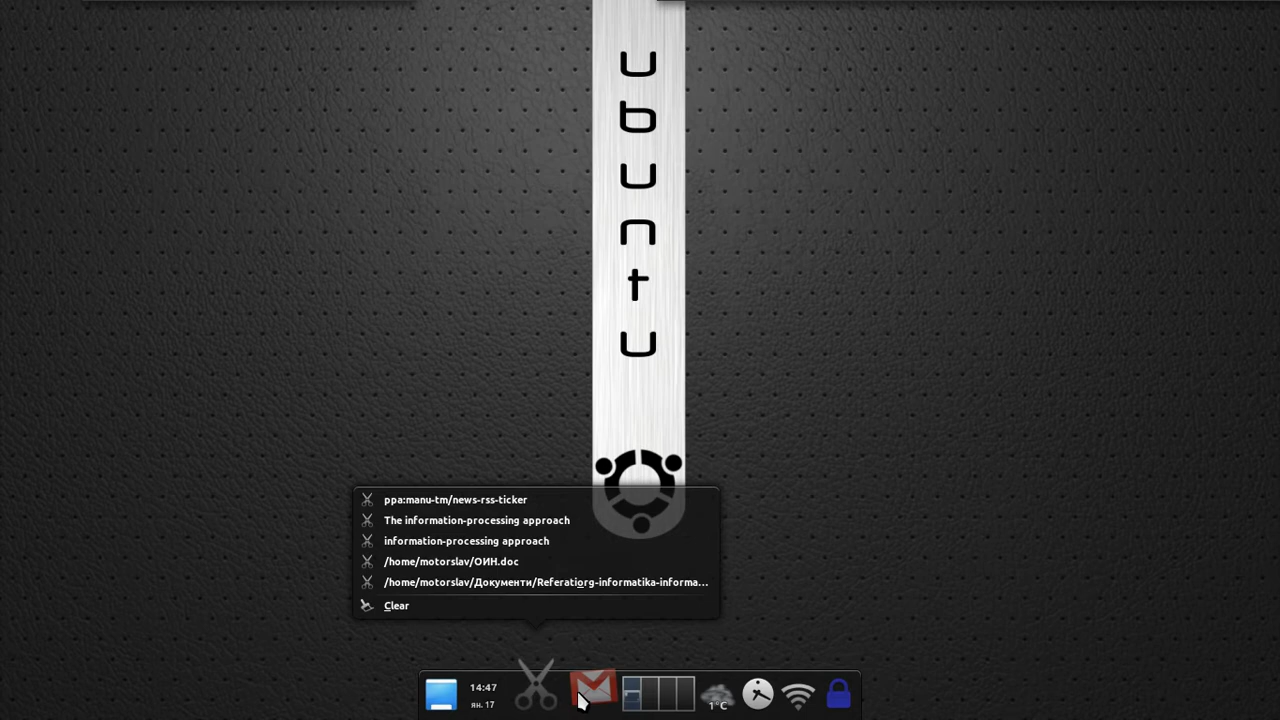 u
b
u
n
t
u
ppa:manu-tm/news-rss-ticker
The information-processing approach
information-processing approach
/home/motorslav/ОИН.doc
/home/motorslav/Документи/Referatiorg-informatika-informa...
Clear
14:47
ян. 17
1°C